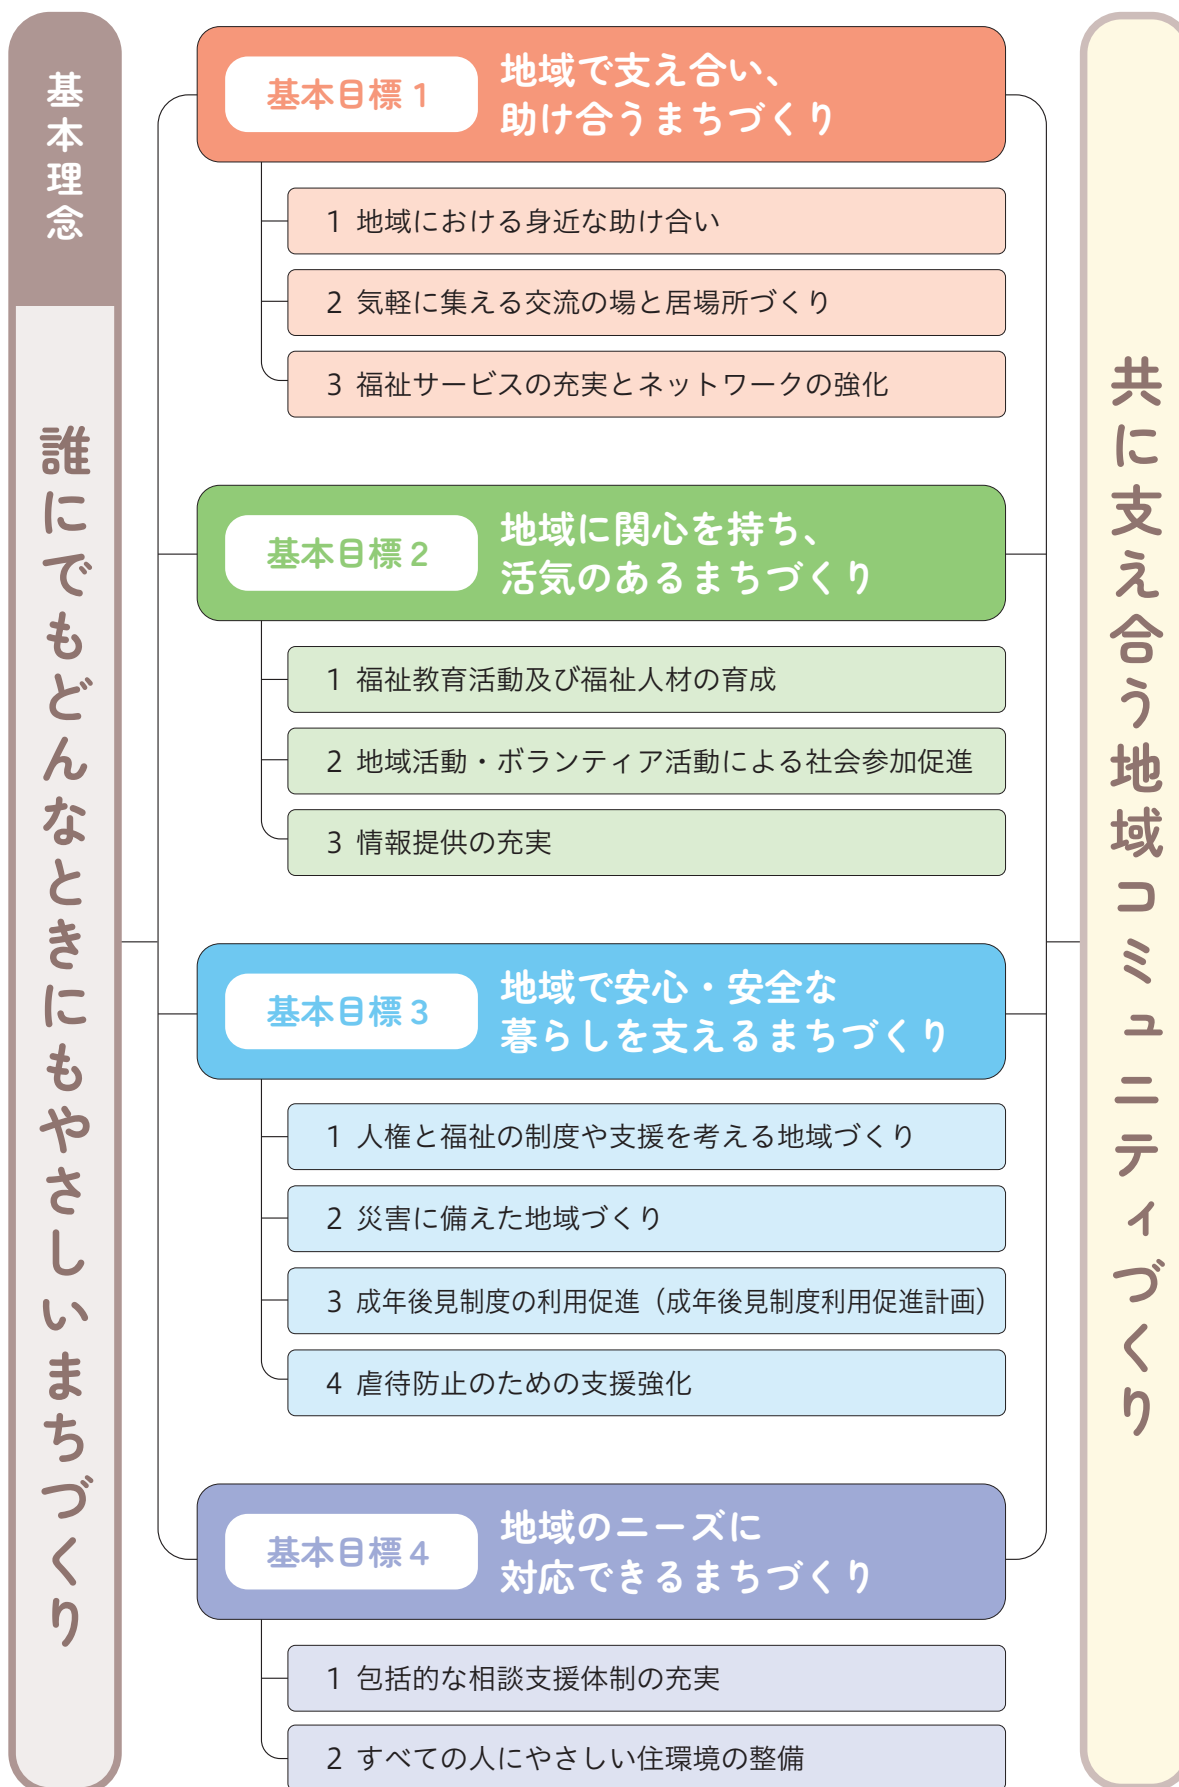 基本理念
誰にでもどんなときにもやさしいまちづくり
基本目標1
地域で支え合い、
助け合うまちづくり
1 地域における身近な助け合い
2 気軽に集える交流の場と居場所づくり
3 福祉サービスの充実とネットワークの強化
基本目標2
地域に関心を持ち、
活気のあるまちづくり
1 福祉教育活動及び福祉人材の育成
2 地域活動・ボランティア活動による社会参加促進
3 情報提供の充実
基本目標3
地域で安心・安全な
暮らしを支えるまちづくり
1 人権と福祉の制度や支援を考える地域づくり
2 災害に備えた地域づくり
3 成年後見制度の利用促進（成年後見制度利用促進計画）
4 虐待防止のための支援強化
基本目標4
地域のニーズに
対応できるまちづくり
1 包括的な相談支援体制の充実
2 すべての人にやさしい住環境の整備
共に支え合う地域コミュニティづくり